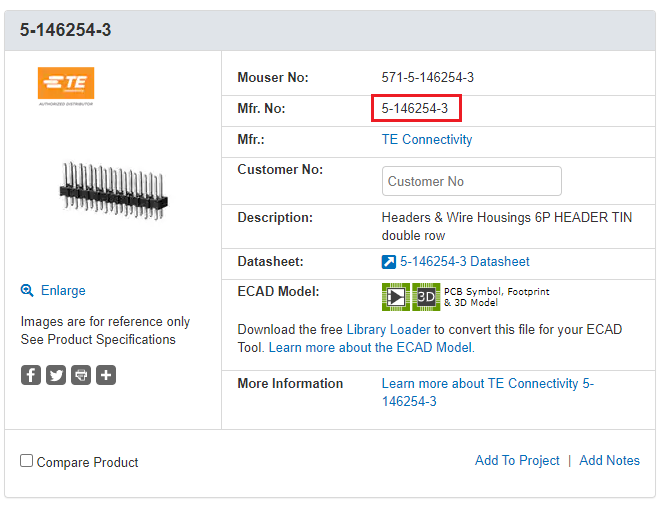 5-146254-3
TE
AUTHORIZED DISTRIBUTOR
Mouser No: 571-5-146254-3
Mfr. No: 5-146254-3
Mfr.: TE Connectivity
Customer No: Customer No
Description: Headers & Wire Housings 6P HEADER TIN
double row
Datasheet: 5-146254-3 Datasheet
Enlarge
ECAD Model: 3D PCB Symbol, Footprint
& 3D Model
Images are for reference only
See Product Specifications
Download the free Library Loader to convert this file for your ECAD
Tool. Learn more about the ECAD Model.
More Information Learn more about TE Connectivity 5-
146254-3
Compare Product
Add To Project | Add Notes